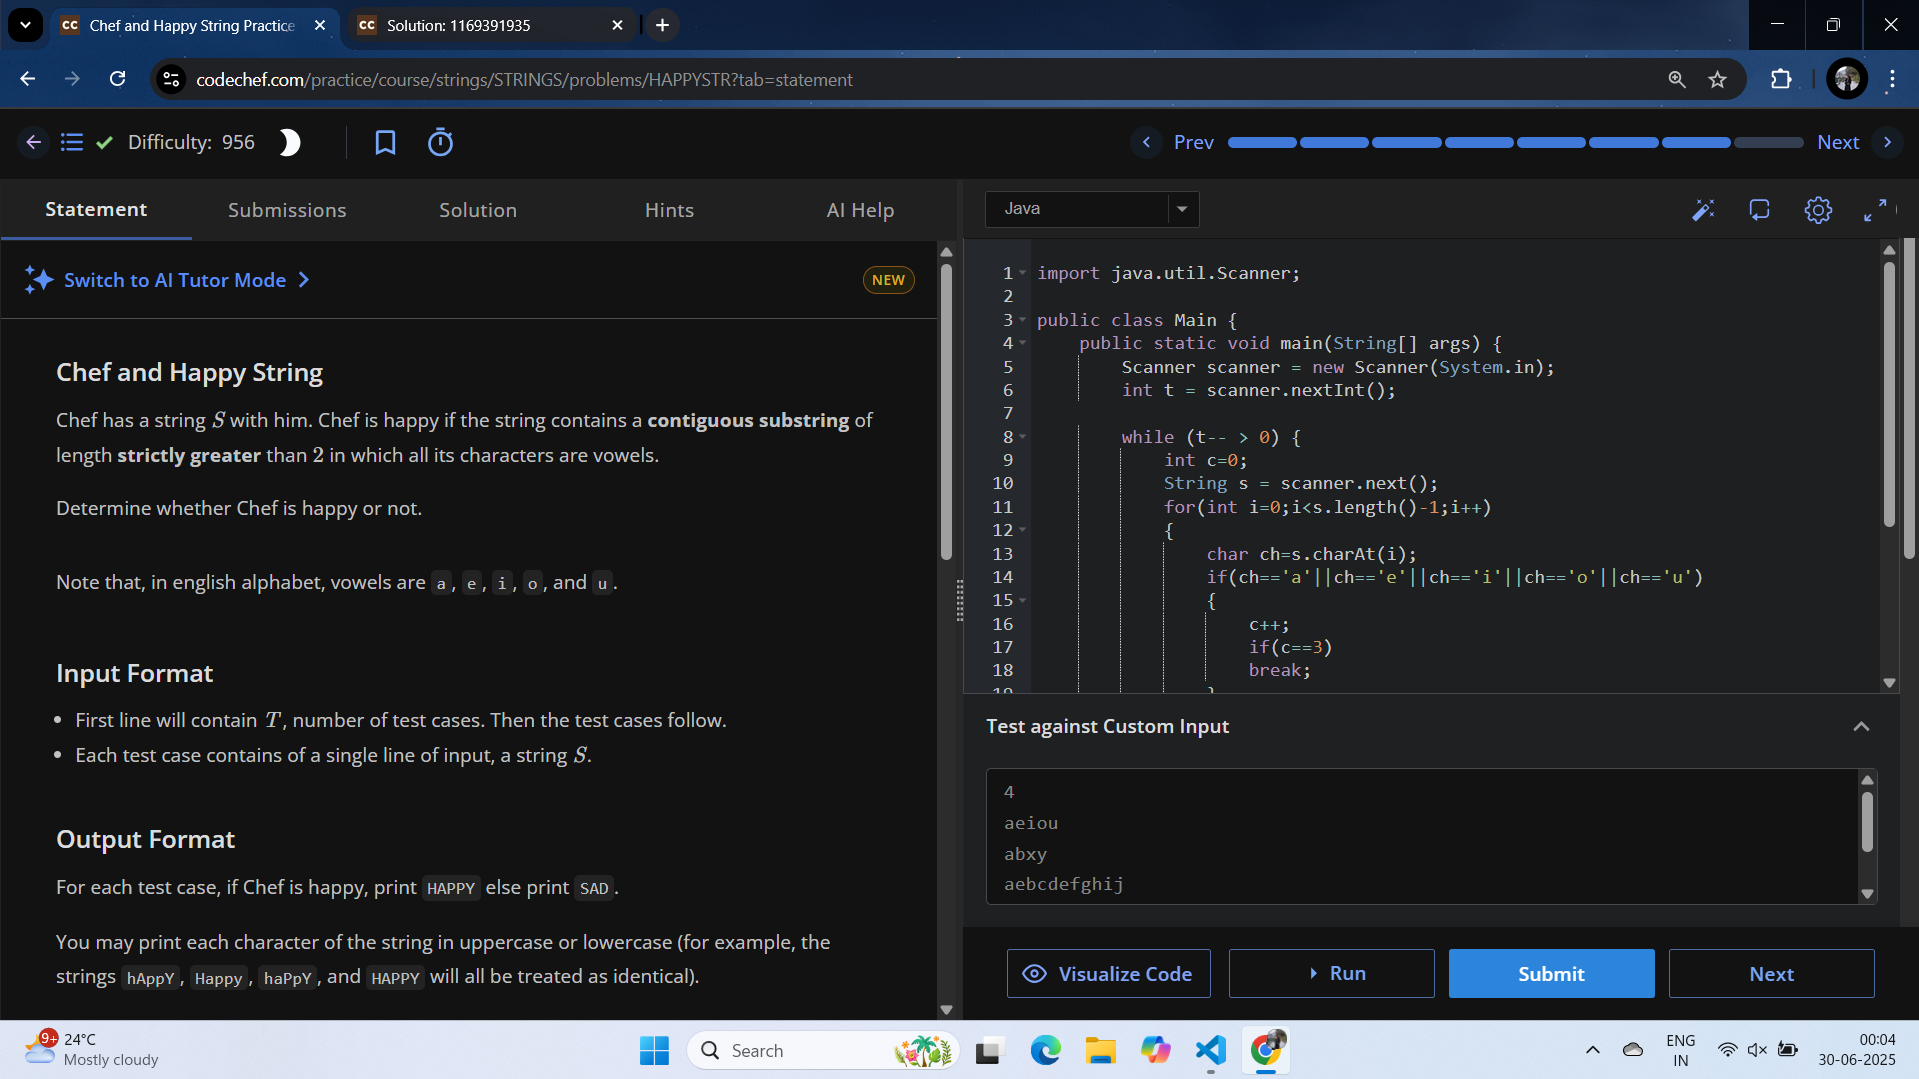 Chef and Happy String Practice
Solution: 1169391935
codechef.com/practice/course/strings/STRINGS/problems/HAPPYSTR?tab=statement
Difficulty: 956
Prev
Next
Statement
Submissions
Solution
Hints
AI Help
Java
Switch to AI Tutor Mode
NEW
Chef and Happy String
Chef has a string S with him. Chef is happy if the string contains a contiguous substring of
length strictly greater than 2 in which all its characters are vowels.
Determine whether Chef is happy or not.
Note that, in english alphabet, vowels are a, e, i, o, and u.
Input Format
• First line will contain T, number of test cases. Then the test cases follow.
• Each test case contains of a single line of input, a string S.
Output Format
For each test case, if Chef is happy, print HAPPY else print SAD.
You may print each character of the string in uppercase or lowercase (for example, the
strings hAppY, Happy, haPpY, and HAPPY will all be treated as identical).
1 import java.util.Scanner;
2
3 public class Main {
4 public static void main(String[] args) {
5 Scanner scanner = new Scanner(System.in);
6 int t = scanner.nextInt();
7
8 while (t-- > 0) {
9 int c=0;
10 String s = scanner.next();
11 for(int i=0;i<s.length()-1;i++)
12 {
13 char ch=s.charAt(i);
14 if(ch=='a'||ch=='e'||ch=='i'||ch=='o'||ch=='u')
15 {
16 c++;
17 if(c==3)
18 break;
19 }
Test against Custom Input
4
aeiou
abxy
aebcdefghij
Visualize Code
Run
Submit
Next
9+
24°C
Mostly cloudy
Search
ENG
IN
00:04
30-06-2025